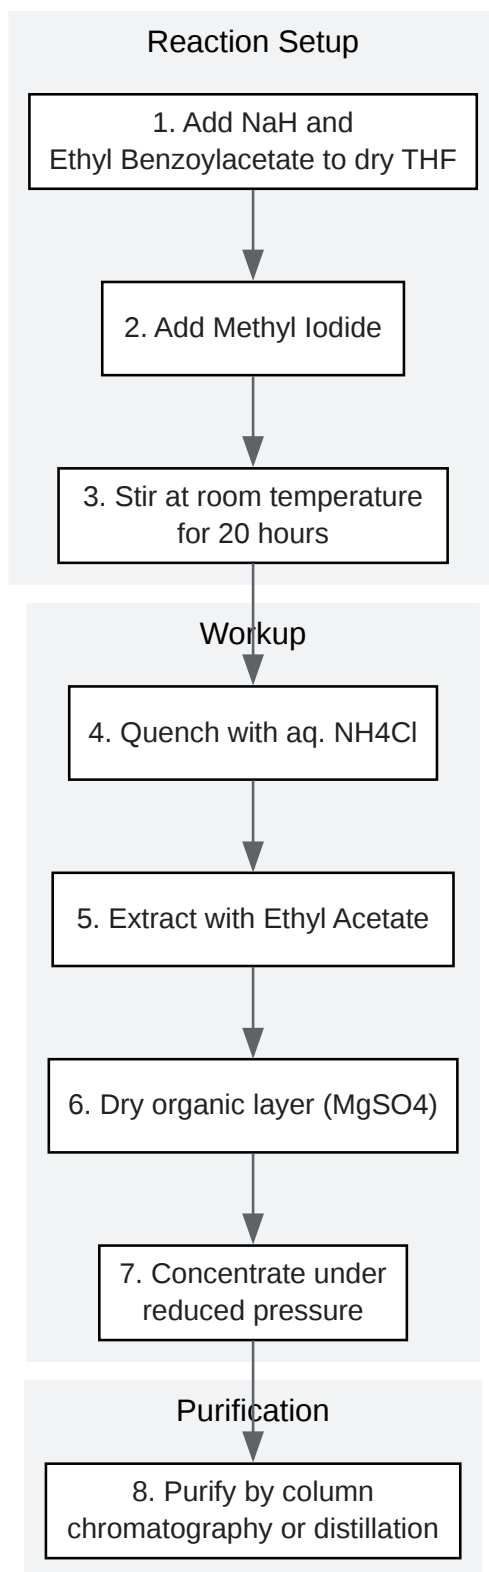 Reaction Setup
1. Add NaH and
Ethyl Benzoylacetate to dry THF
2. Add Methyl Iodide
3. Stir at room temperature
for 20 hours
Workup
4. Quench with aq. NH4Cl
5. Extract with Ethyl Acetate
6. Dry organic layer (MgSO4)
7. Concentrate under
reduced pressure
Purification
8. Purify by column
chromatography or distillation